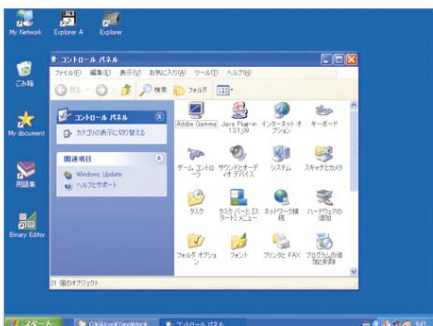 My Network
Explorer A
Explorer
ごみ箱
My document
用語集
Binary Editor
コントロール パネル
ファイル(F) 編集(E) 表示(V) お気に入り(A) ツール(T) ヘルプ(H)
戻る
検索
フォルダ
コントロール パネル
カテゴリの表示に切り替える
関連項目
Windows Update
ヘルプとサポート
Adobe Gamma
Java Plug-in
1.3.1_09
インターネット オ
プション
キーボード
ゲーム コントロ
ーラ
サウンドとオーデ
ィオ デバイス
システム
スキャナとカメラ
タスク
タスク バーと [ス
タート] メニュー
ネットワーク接
続
ハードウェアの
追加
フォルダ オプショ
ン
フォント
プリンタと FAX
プログラムの追
加と削除
31 個のオブジェクト
スタート
コントロール パネル